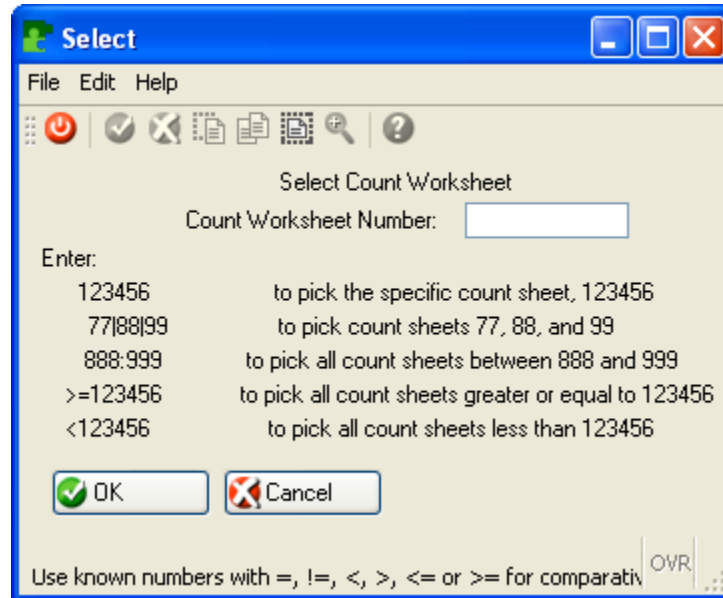 Select
File Edit Help
Select Count Worksheet
Count Worksheet Number:
Enter:
123456 to pick the specific count sheet, 123456
77|88|99 to pick count sheets 77, 88, and 99
888:999 to pick all count sheets between 888 and 999
>=123456 to pick all count sheets greater or equal to 123456
<123456 to pick all count sheets less than 123456
OK Cancel
Use known numbers with =, !=, <, >, <= or >= for comparativ OVR